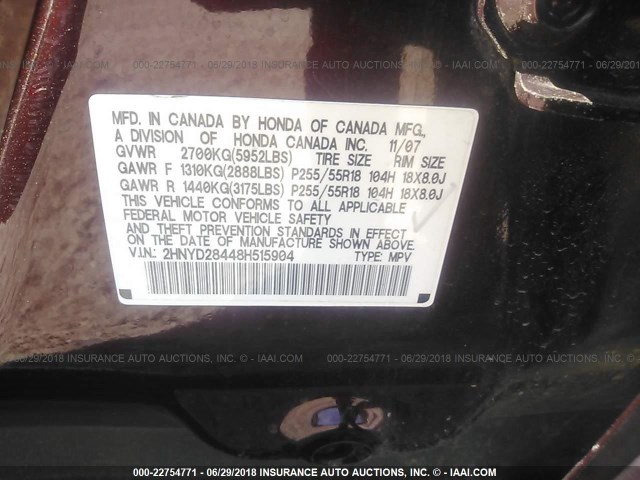 000-22754771 - 06/29/2018 INSURANCE AUTO AUCTIONS, INC. © - IAAI.COM
MFD. IN CANADA BY HONDA OF CANADA MFG.,
A DIVISION OF HONDA CANADA INC. 11/07
GVWR 2700KG(5952LBS) TIRE SIZE RIM SIZE
GAWR F 1310KG(2888LBS) P255/55R18 104H 18X8.0J
GAWR R 1440KG(3175LBS) P255/55R18 104H 18X8.0J
THIS VEHICLE CONFORMS TO ALL APPLICABLE
FEDERAL MOTOR VEHICLE SAFETY
AND THEFT PREVENTION STANDARDS IN EFFECT
ON THE DATE OF MANUFACTURE SHOWN ABOVE.
V.I.N.: 2HNYD28448H515904 TYPE: MPV
000-22754771 - 06/29/2018 INSURANCE AUTO AUCTIONS, INC. © - IAAI.COM
000-22754771 - 06/29/2018 INSURANCE AUTO AUCTIONS, INC. © - IAAI.COM